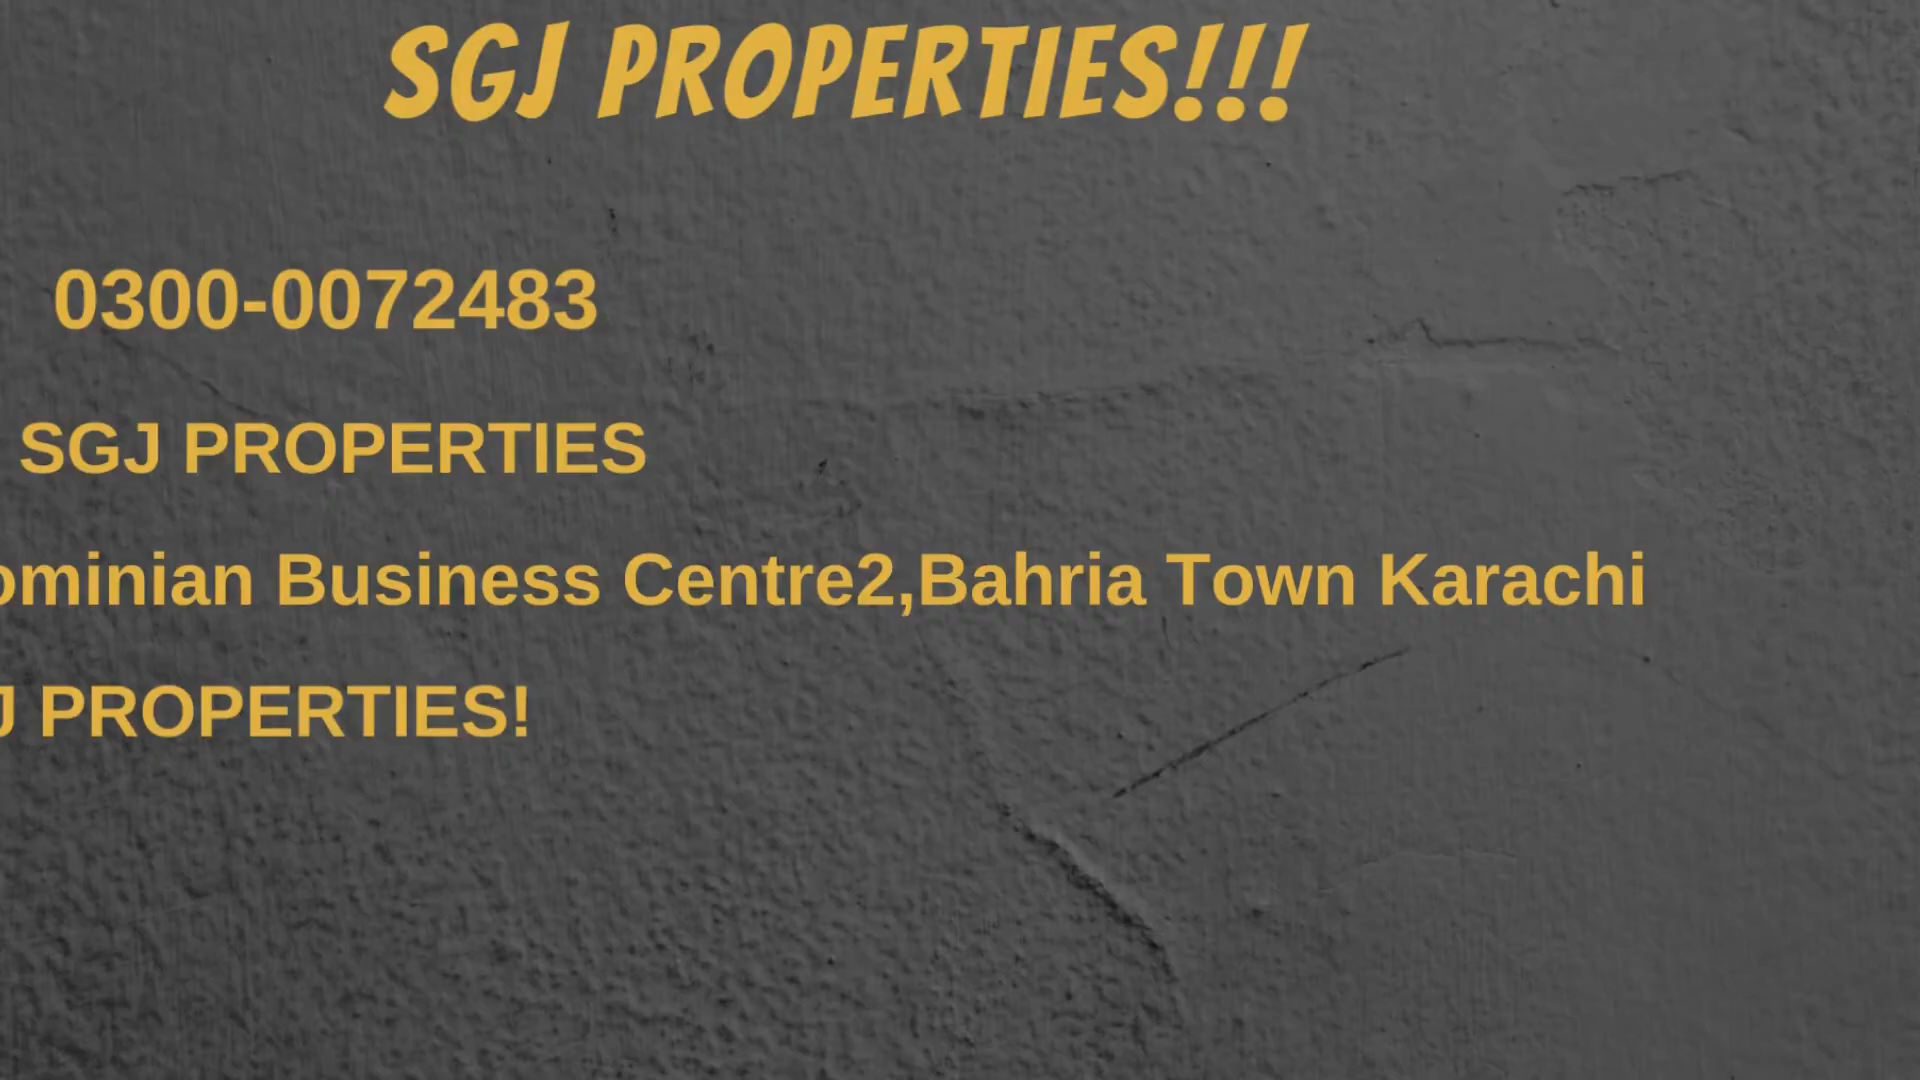 SGJ PROPERTIES!!!
0300-0072483
SGJ PROPERTIES
ominian Business Centre2,Bahria Town Karachi
J PROPERTIES!